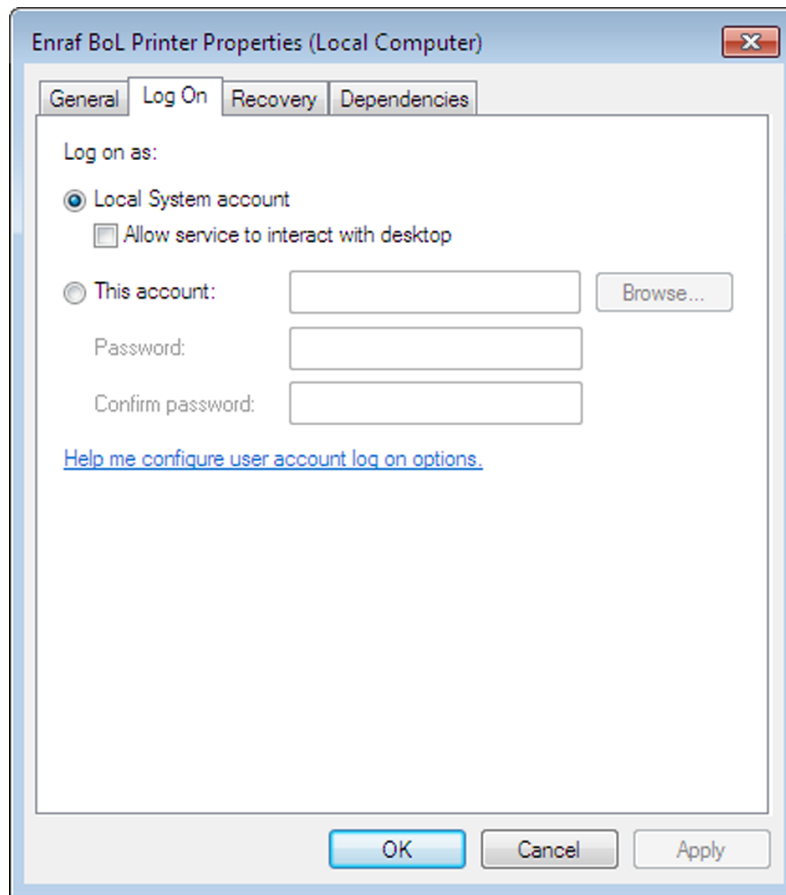 Enraf BoL Printer Properties (Local Computer)
General Log On Recovery Dependencies
Log on as:
Local System account
Allow service to interact with desktop
This account: Browse...
Password:
Confirm password:
Help me configure user account log on options.
OK Cancel Apply